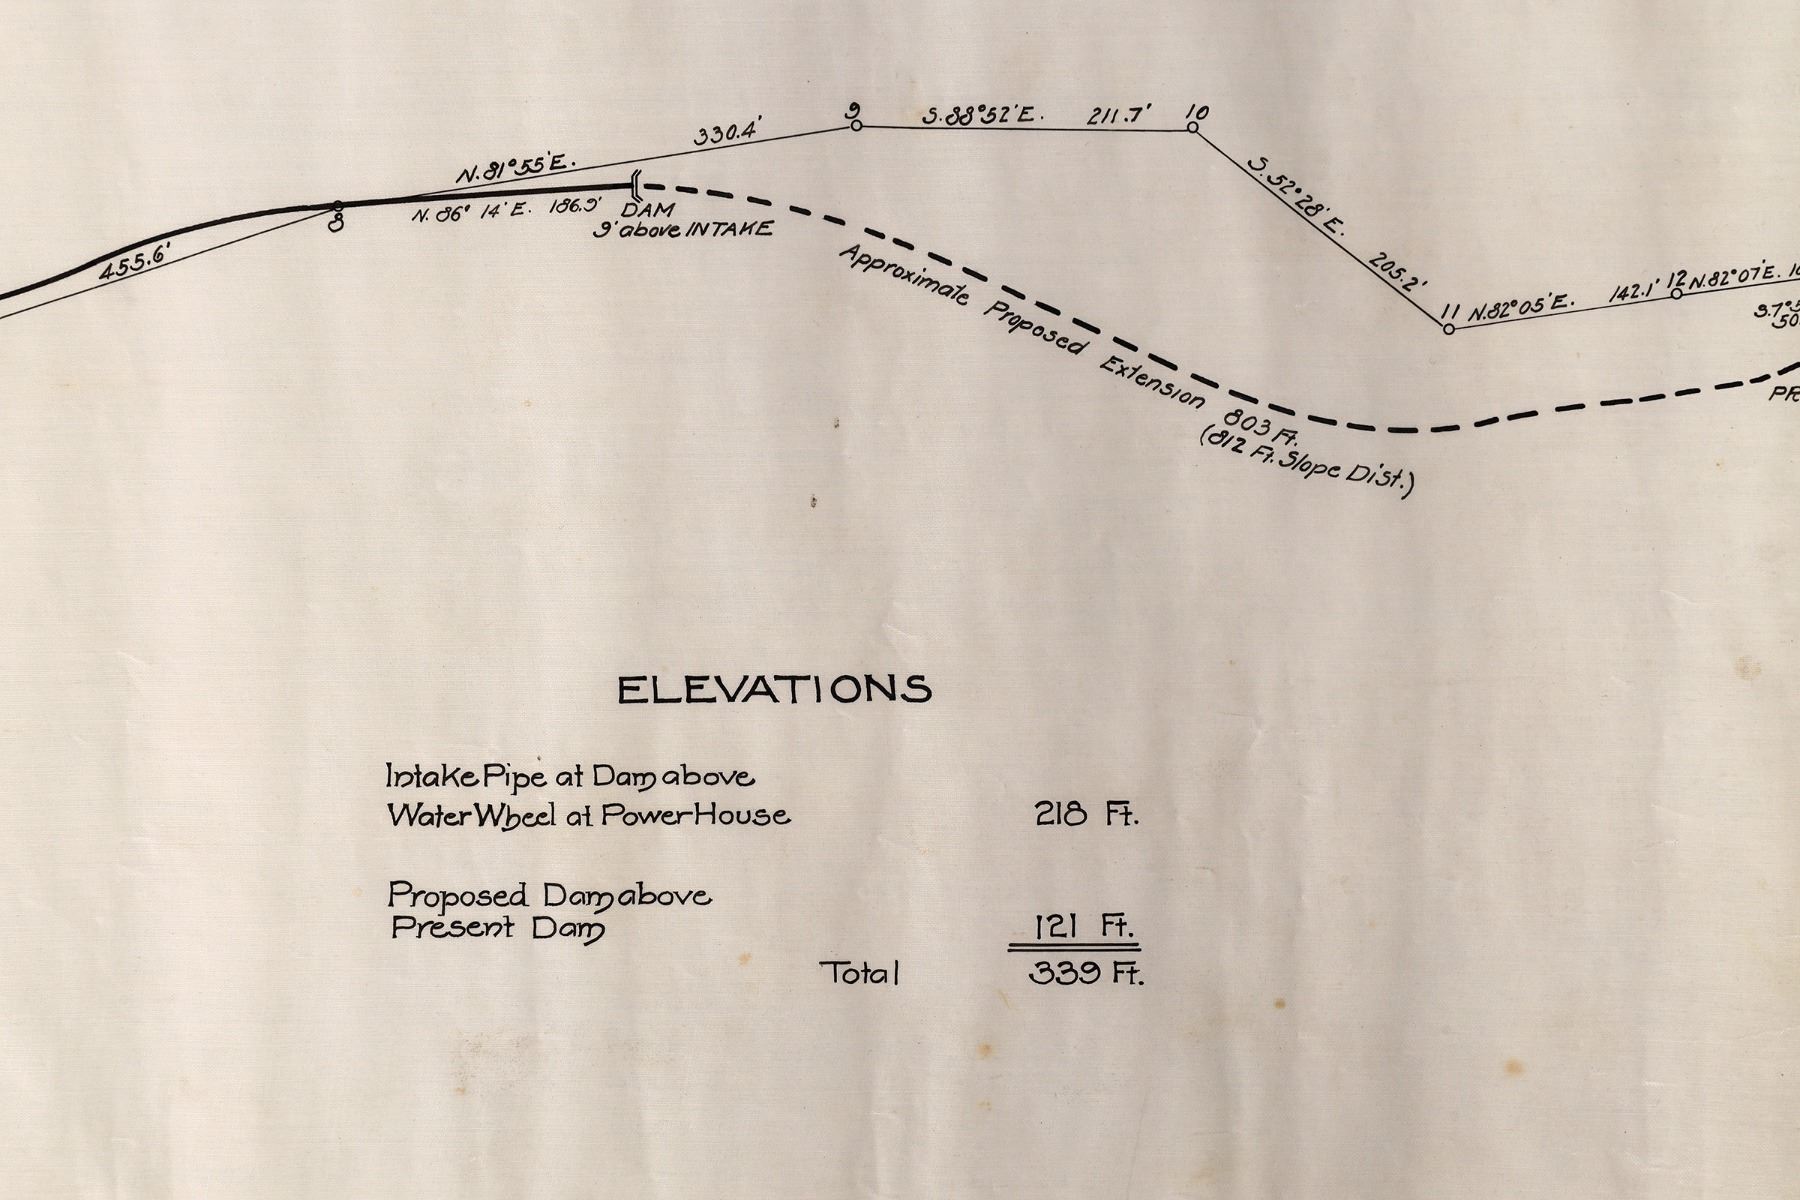 9
S.88°52'E. 211.7'
10
330.4'
N.81°55'E.
S.52°28'E.
205.2'
8
N. 86° 14' E. 186.9'
DAM
9' above INTAKE
455.6'
11
N.82°05'E.
142.1'
12
N.82°07'E.
Approximate Proposed Extension 803 Ft.
(812 Ft. Slope Dist.)
ELEVATIONS
Intake Pipe at Dam above
Water Wheel at Power House 218 Ft.
Proposed Dam above
Present Dam 121 Ft.
Total 339 Ft.